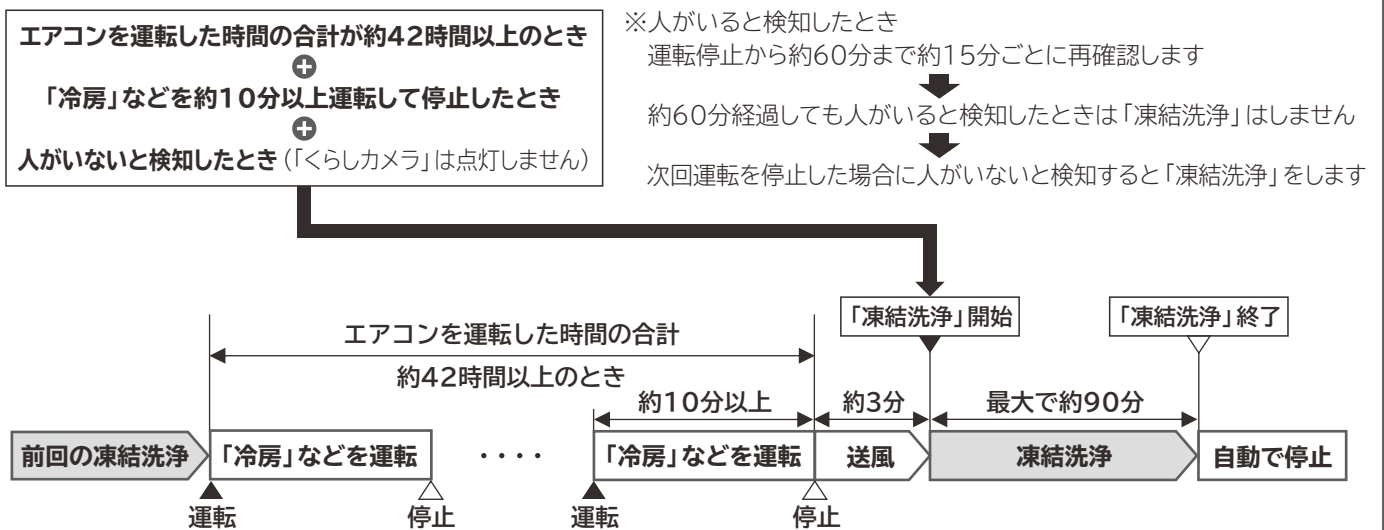 エアコンを運転した時間の合計が約42時間以上のとき
+
「冷房」などを約10分以上運転して停止したとき
+
人がいないと検知したとき(「くらしカメラ」は点灯しません)
※人がいると検知したとき
運転停止から約60分まで約15分ごとに再確認します
約60分経過しても人がいると検知したときは「凍結洗浄」はしません
次回運転を停止した場合に人がいないと検知すると「凍結洗浄」をします
「凍結洗浄」開始
「凍結洗浄」終了
エアコンを運転した時間の合計
約42時間以上のとき
約10分以上
約3分
最大で約90分
前回の凍結洗浄
「冷房」などを運転
・・・・
「冷房」などを運転
送風
凍結洗浄
自動で停止
運転
停止
運転
停止